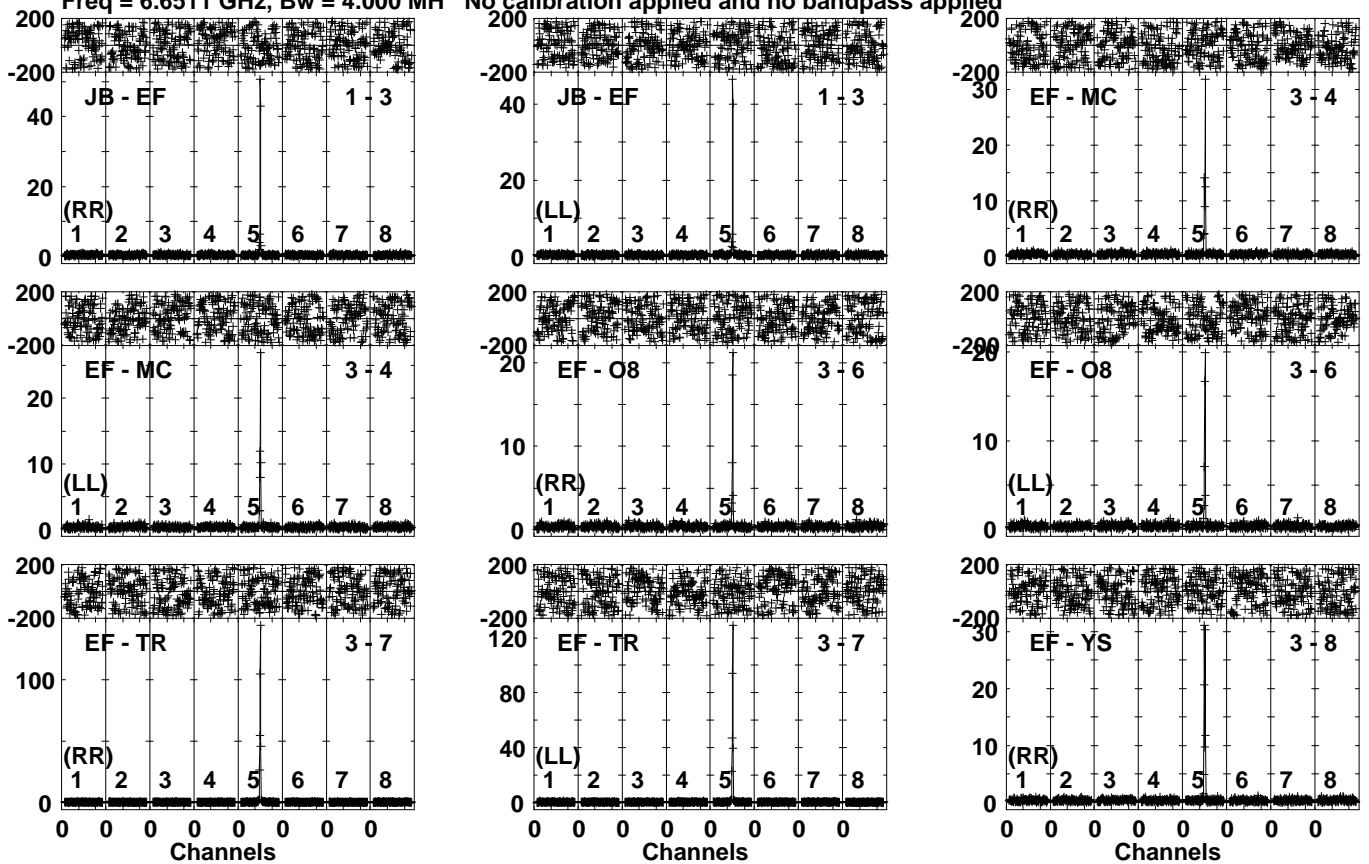 Freq = 6.6511 GHz, Bw = 4.000 MH No calibration applied and no bandpass applied
200 200 200
-200 -200 -200
JB - EF 1 - 3 JB - EF 1 - 3 EF - MC 3 - 4
30
40 40
20
20 20
10
(RR) (LL) (RR)
1 2 3 4 5 6 7 8 1 2 3 4 5 6 7 8 1 2 3 4 5 6 7 8
0 0 0
200 200 200
-200 -200 -200
20 20
EF - MC 3 - 4 EF - O8 3 - 6 EF - O8 3 - 6
20
10 10 10
(LL) (RR) (LL)
1 2 3 4 5 6 7 8 1 2 3 4 5 6 7 8 1 2 3 4 5 6 7 8
0 0 0
200 200 200
-200 -200 -200
EF - TR 3 - 7 EF - TR 3 - 7 EF - YS 3 - 8
120 30
100
80 20
40 10
(RR) (LL) (RR)
1 2 3 4 5 6 7 8 1 2 3 4 5 6 7 8 1 2 3 4 5 6 7 8
0 0 0
0 0 0 0 0 0 0 0 0 0 0 0 0 0 0 0 0 0 0 0 0 0 0 0
Channels Channels Channels